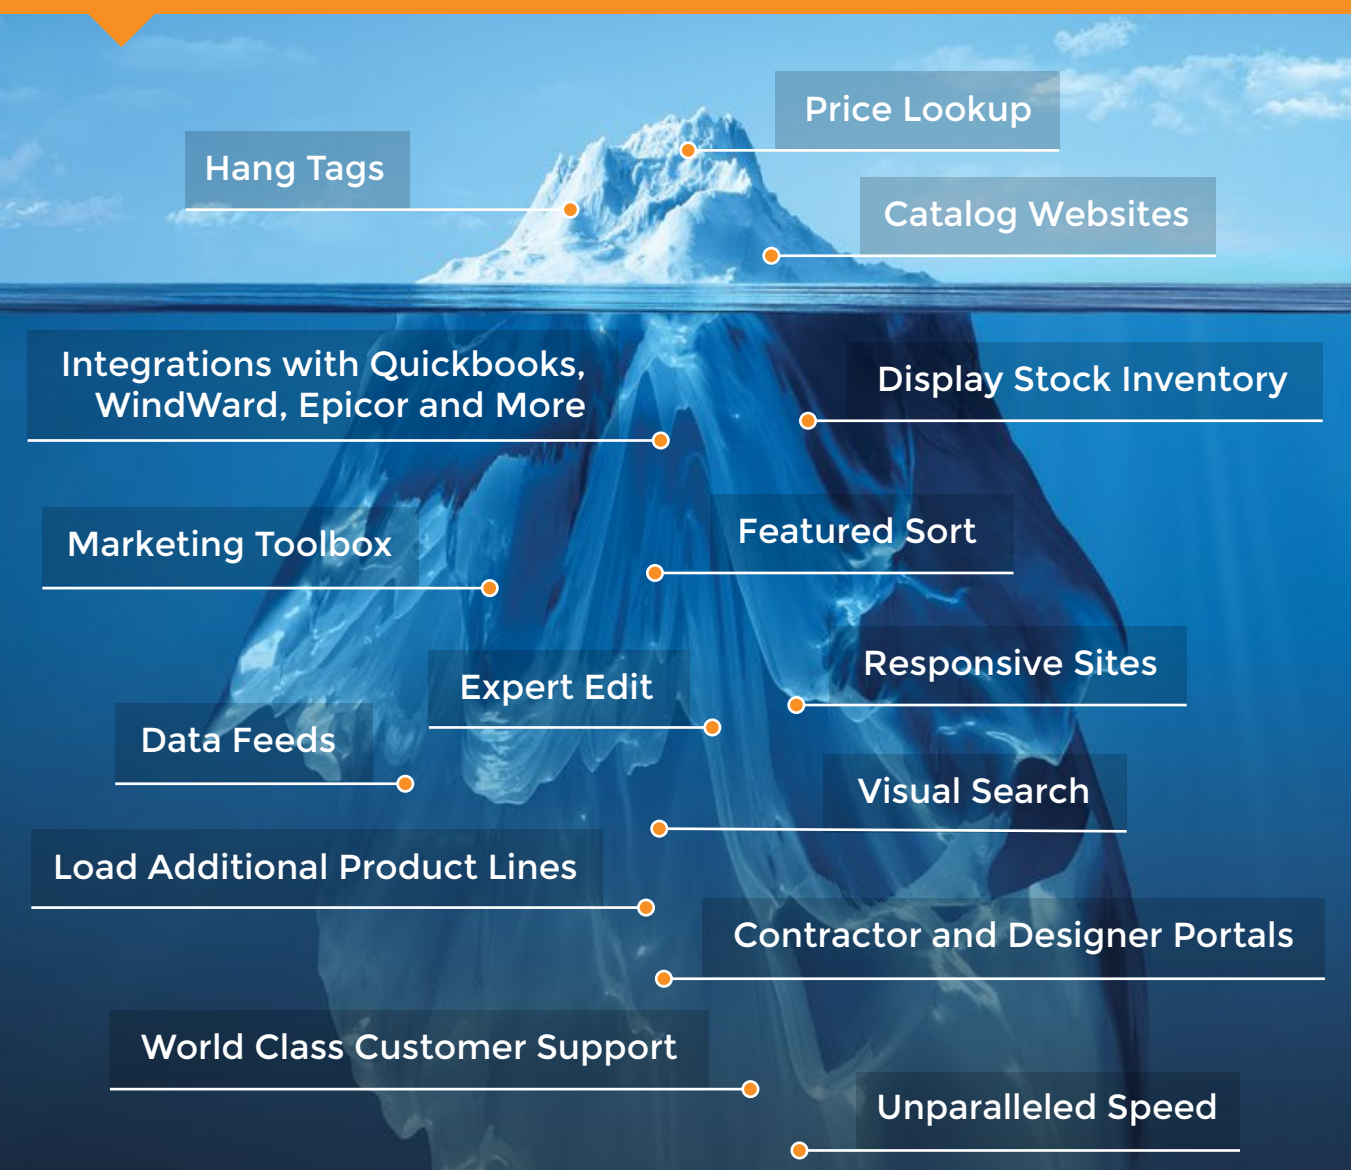 Price Lookup
Hang Tags
Catalog Websites
Integrations with Quickbooks,
WindWard, Epicor and More
Display Stock Inventory
Marketing Toolbox
Featured Sort
Responsive Sites
Expert Edit
Data Feeds
Visual Search
Load Additional Product Lines
Contractor and Designer Portals
World Class Customer Support
Unparalleled Speed